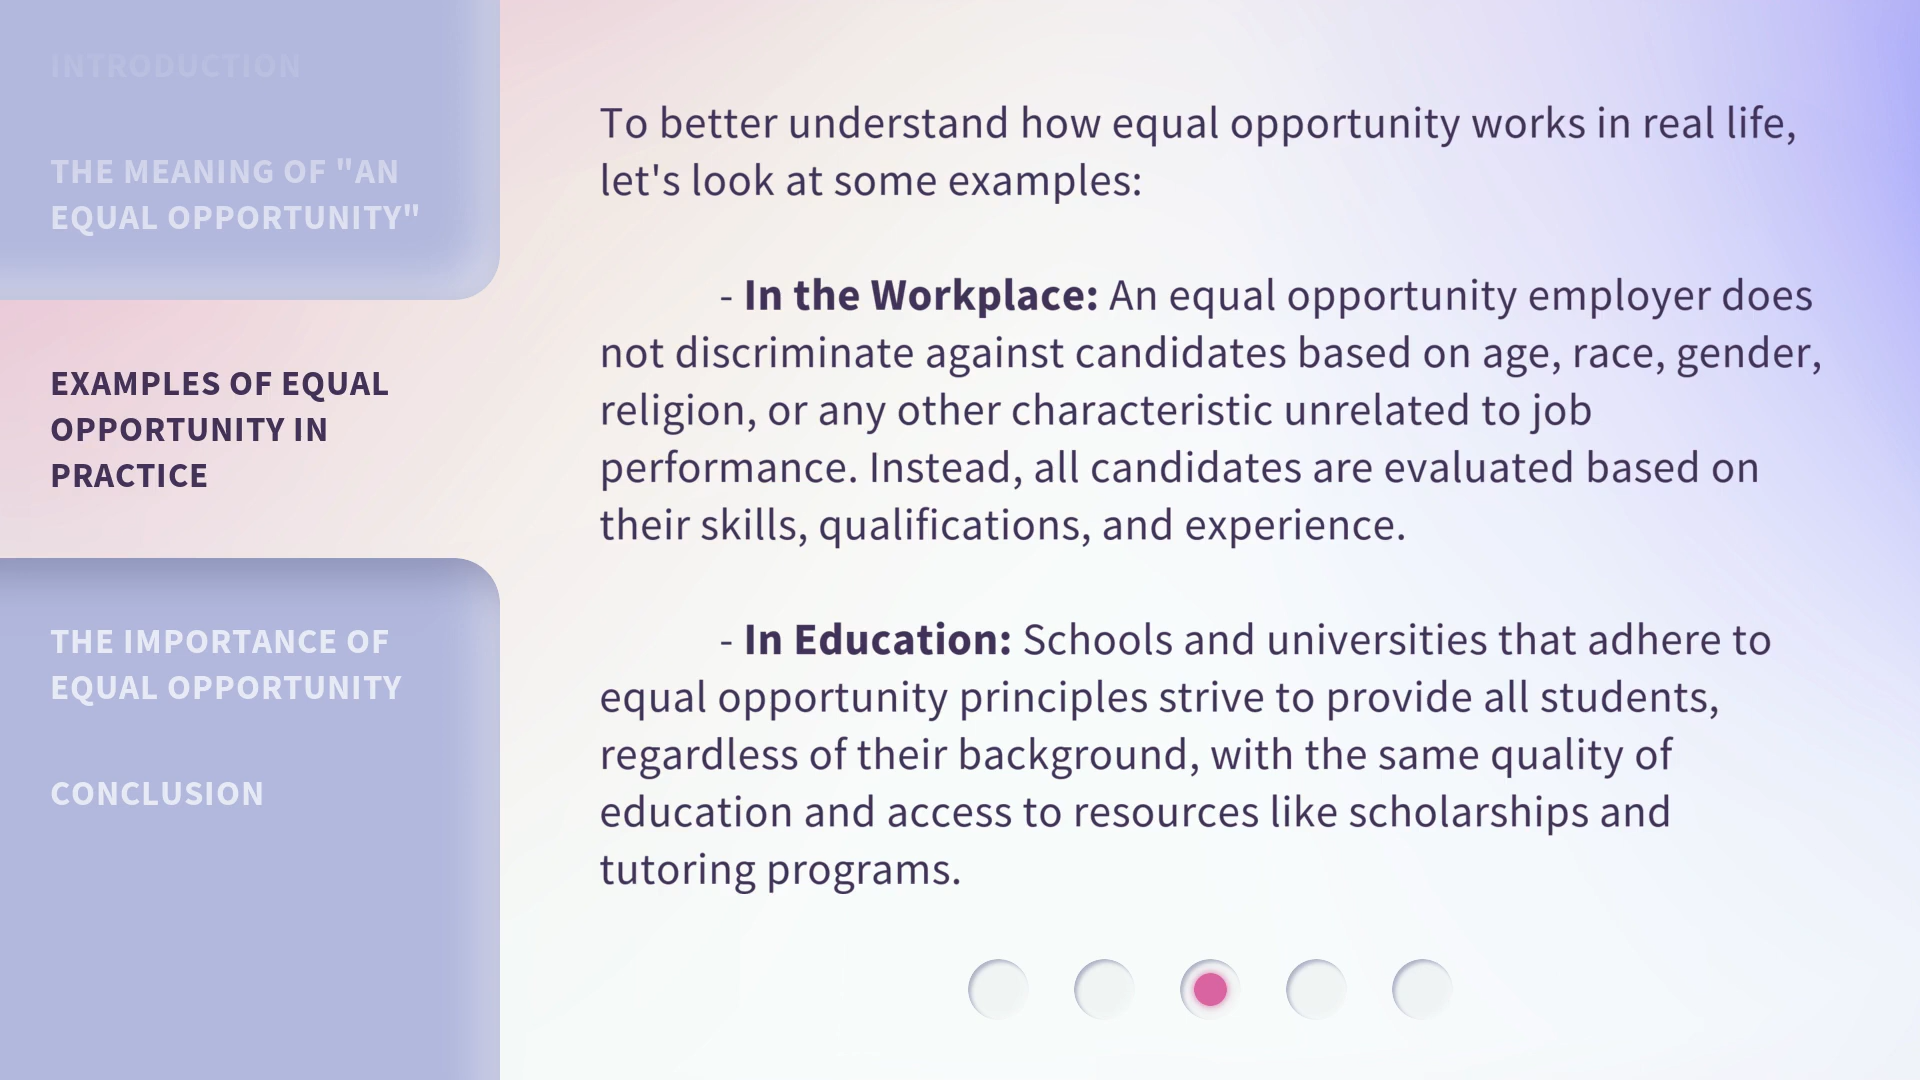 INTRODUCTION
THE MEANING OF "AN
EQUAL OPPORTUNITY"
EXAMPLES OF EQUAL
OPPORTUNITY IN
PRACTICE
THE IMPORTANCE OF
EQUAL OPPORTUNITY
CONCLUSION
To better understand how equal opportunity works in real life,
let's look at some examples:
- In the Workplace: An equal opportunity employer does
not discriminate against candidates based on age, race, gender,
religion, or any other characteristic unrelated to job
performance. Instead, all candidates are evaluated based on
their skills, qualifications, and experience.
- In Education: Schools and universities that adhere to
equal opportunity principles strive to provide all students,
regardless of their background, with the same quality of
education and access to resources like scholarships and
tutoring programs.